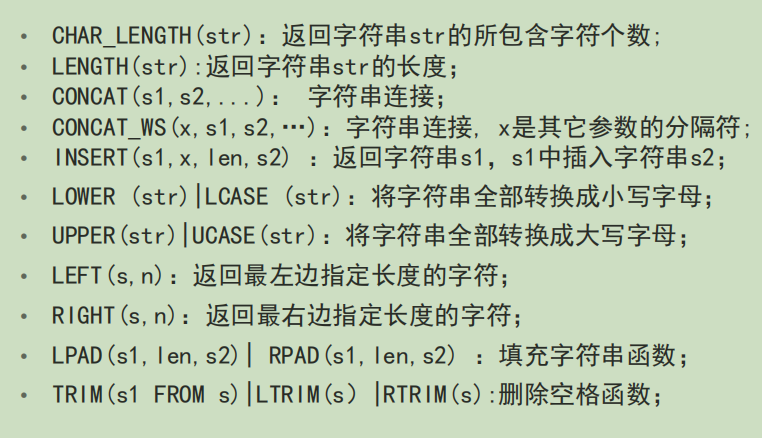 • CHAR_LENGTH(str): 返回字符串str的所包含字符个数;
• LENGTH(str):返回字符串str的长度;
• CONCAT(s1,s2,...): 字符串连接;
• CONCAT_WS(x,s1,s2,…): 字符串连接, x是其它参数的分隔符;
• INSERT(s1,x,len,s2) : 返回字符串s1, s1中插入字符串s2;
• LOWER (str)|LCASE (str): 将字符串全部转换成小写字母;
• UPPER(str)|UCASE(str): 将字符串全部转换成大写字母;
• LEFT(s,n): 返回最左边指定长度的字符;
• RIGHT(s,n): 返回最右边指定长度的字符;
• LPAD(s1,len,s2)| RPAD(s1,len,s2) : 填充字符串函数;
• TRIM(s1 FROM s)|LTRIM(s) |RTRIM(s):删除空格函数;